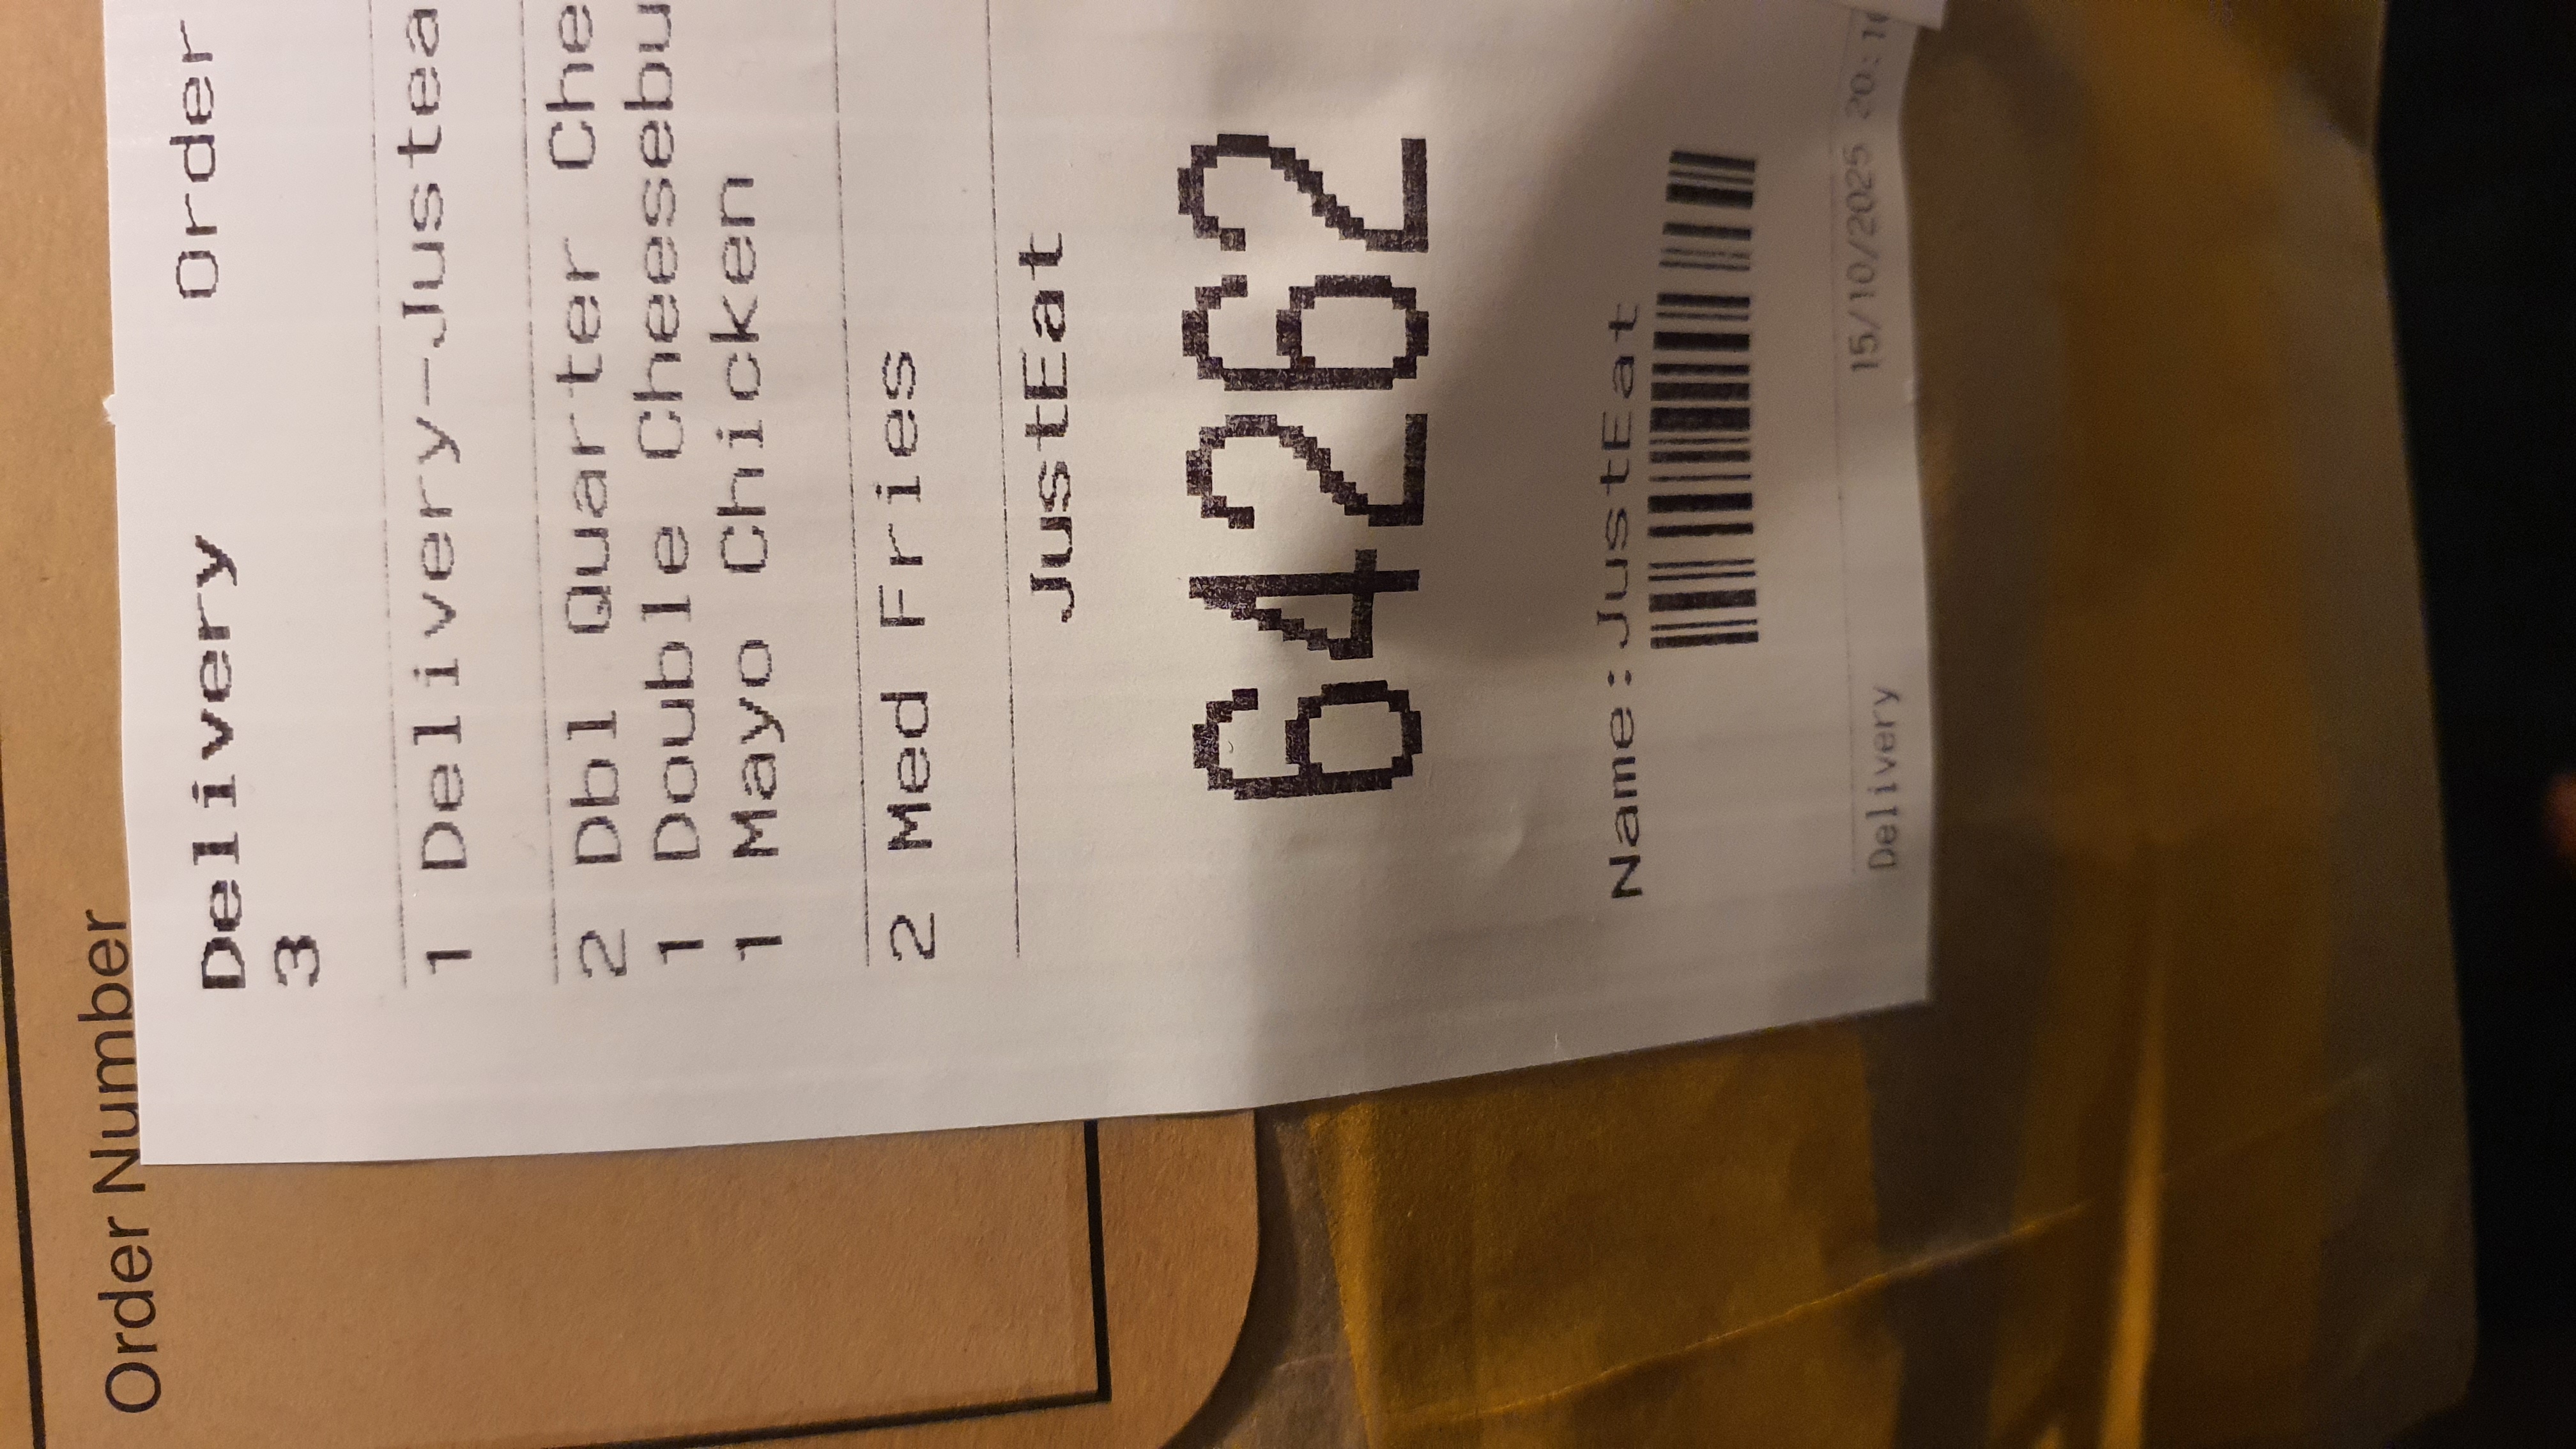 Order Number
Delivery Order
3
1 Delivery-Justea
2 Dbl Quarter Che
1 Double Cheesebu
1 Mayo Chicken
2 Med Fries
JustEat
64262
Name:JustEat
Delivery 15/10/2025